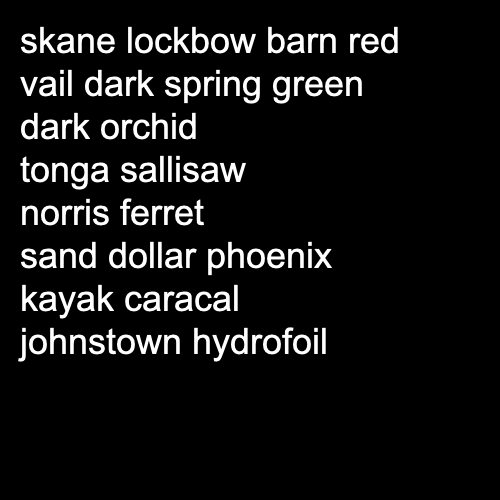 skane lockbow barn red
vail dark spring green
dark orchid
tonga sallisaw
norris ferret
sand dollar phoenix
kayak caracal
johnstown hydrofoil